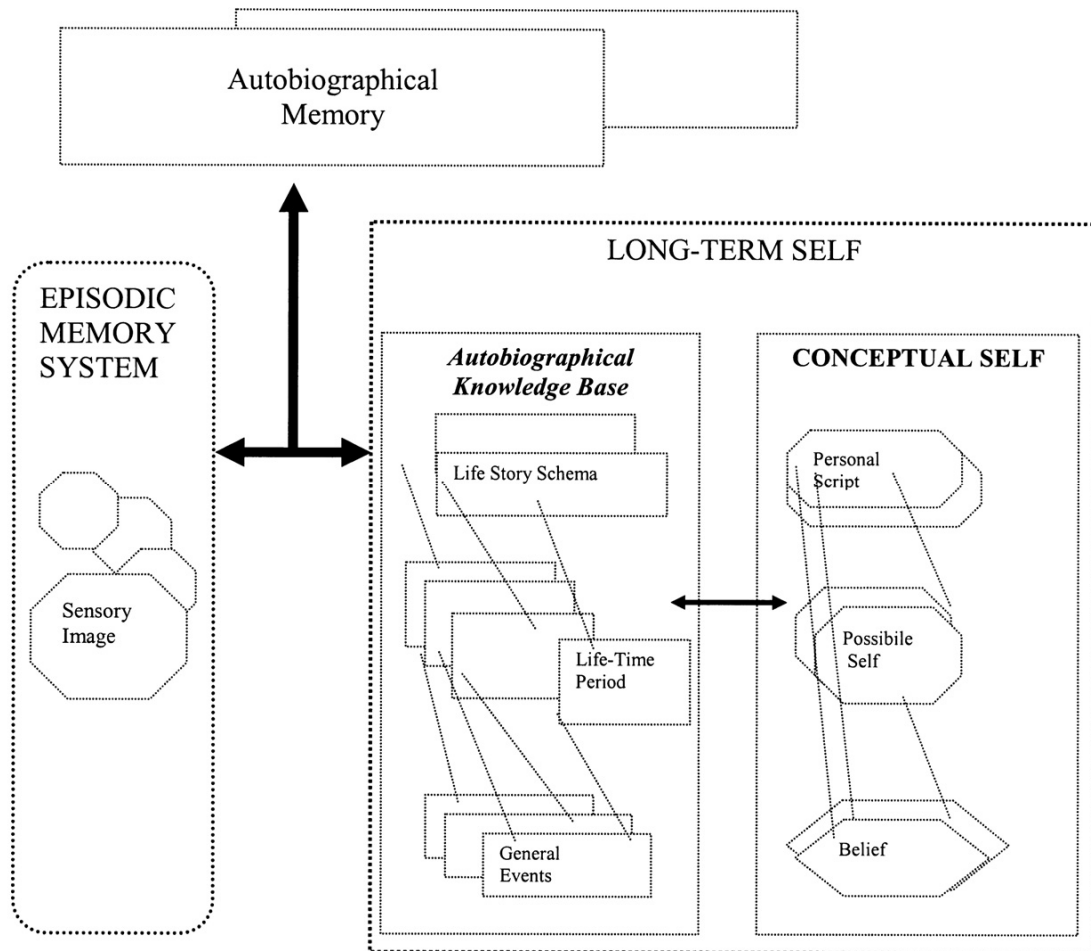 Autobiographical
Memory
LONG-TERM SELF
EPISODIC
MEMORY
SYSTEM
Autobiographical
Knowledge Base
CONCEPTUAL SELF
Life Story Schema
Personal
Script
Sensory
Image
Life-Time
Period
Possibile
Self
General
Events
Belief